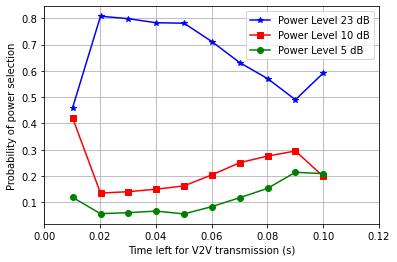 Power Level 23 dB
Power Level 10 dB
Power Level 5 dB
Probability of power selection
0.8
0.7
0.6
0.5
0.4
0.3
0.2
0.1
0.00 0.02 0.04 0.06 0.08 0.10 0.12
Time left for V2V transmission (s)